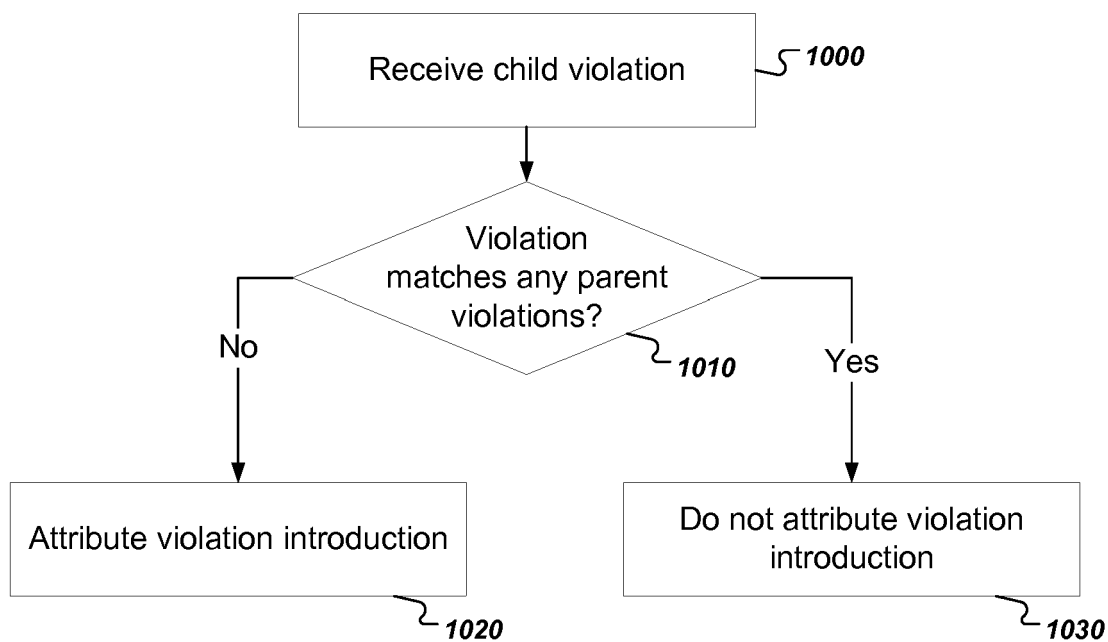 Receive child violation
1000
Violation
matches any parent
violations?
1010
No
Yes
Attribute violation introduction
1020
Do not attribute violation
introduction
1030